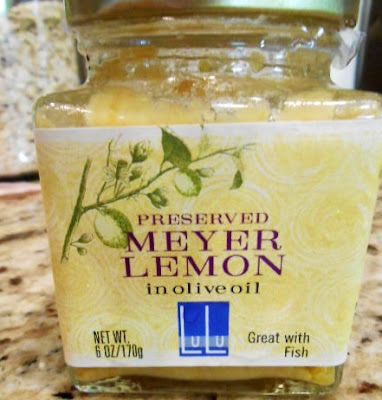 PRESERVED
MEYER
LEMON
in olive oil
LULU
NET WT.
6 OZ/170g
Great with
Fish